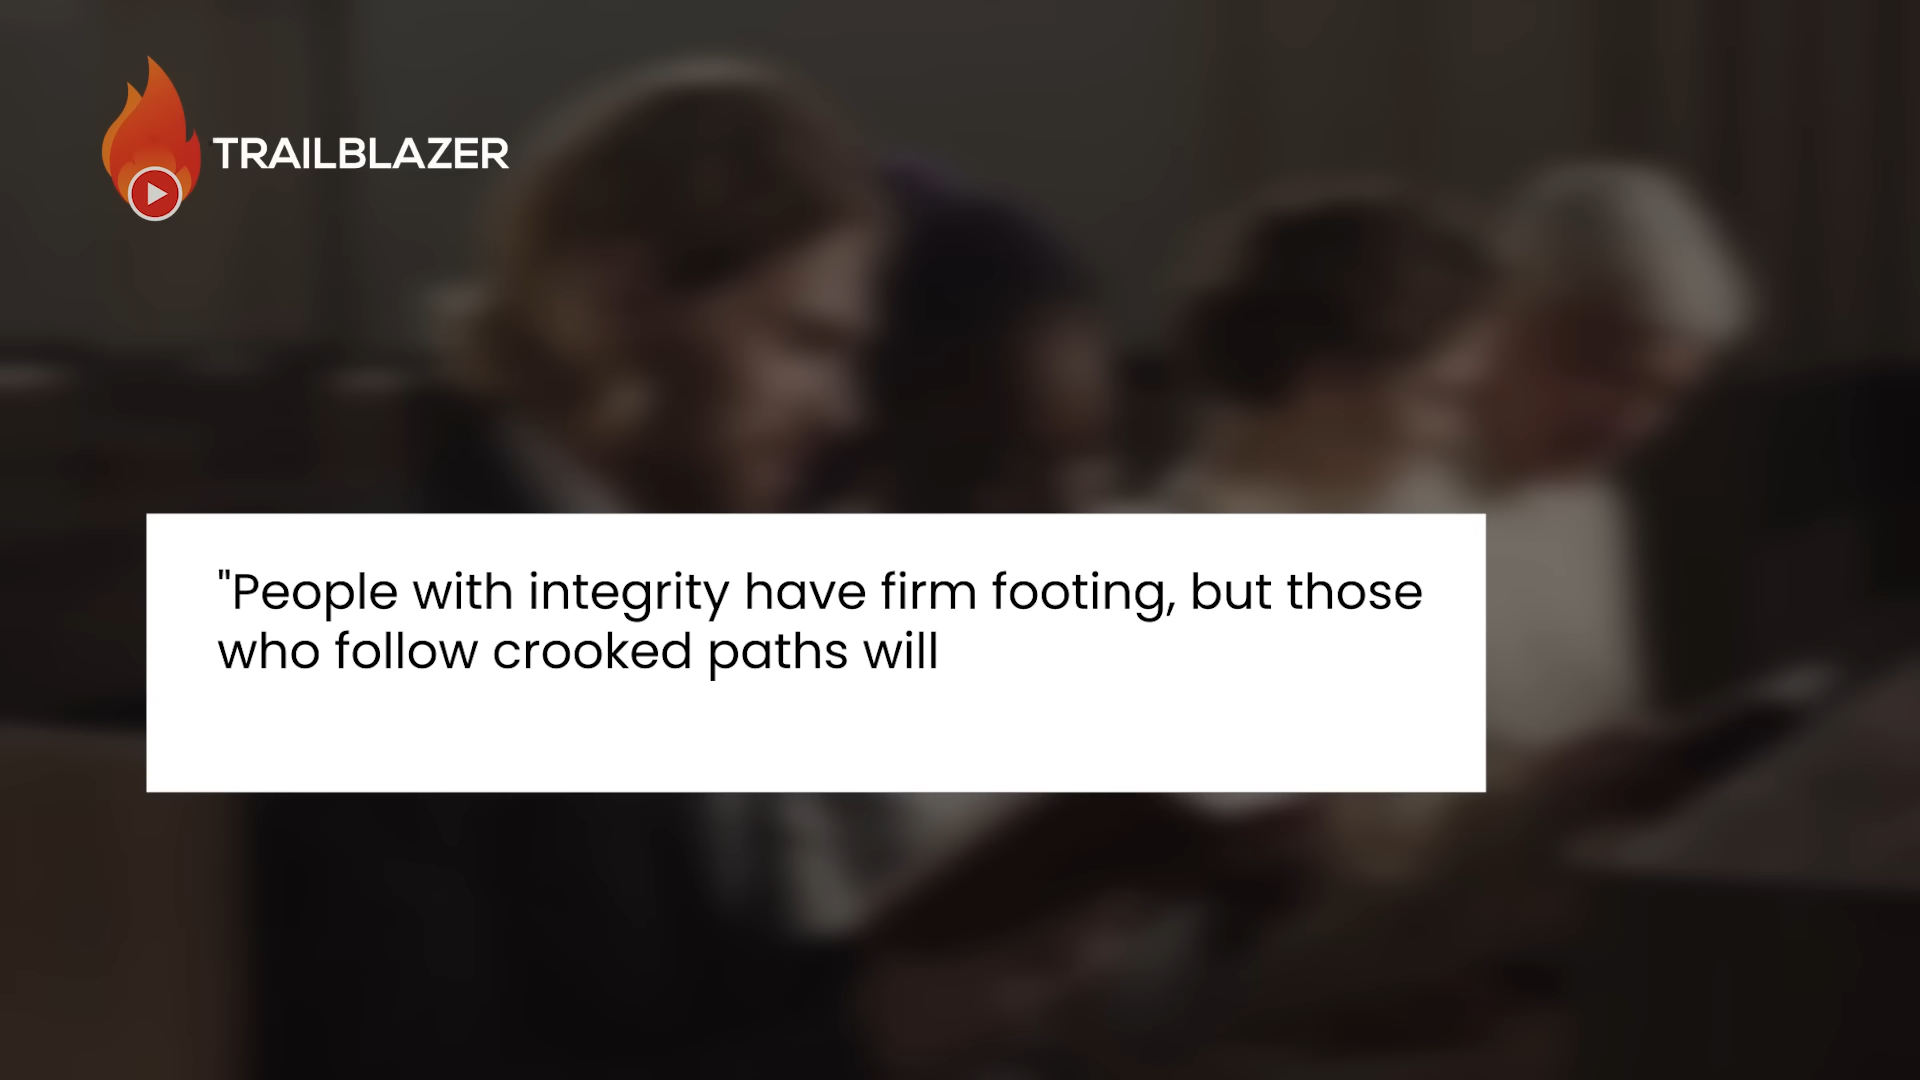 TRAILBLAZER
"People with integrity have firm footing, but those
who follow crooked paths will